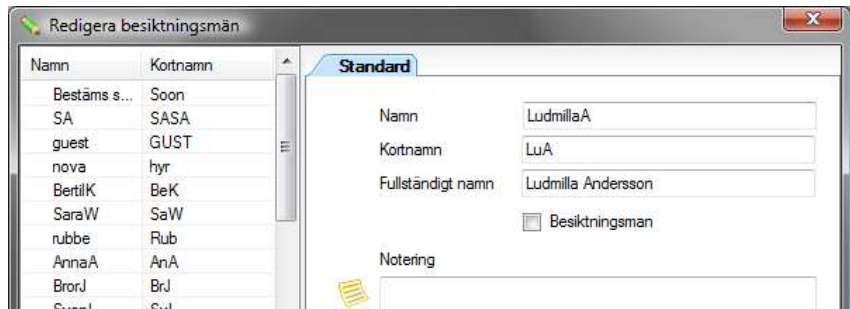 Redigera besiktningsmän
Namn Kortnamn
Bestäms s... Soon
SA SASA
guest GUST
nova hyr
BertilK BeK
SaraW SaW
rubbe Rub
AnnaA AnA
BrorJ BrJ
Standard
Namn LudmillaA
Kortnamn LuA
Fullständigt namn Ludmilla Andersson
Besiktningsman
Notering